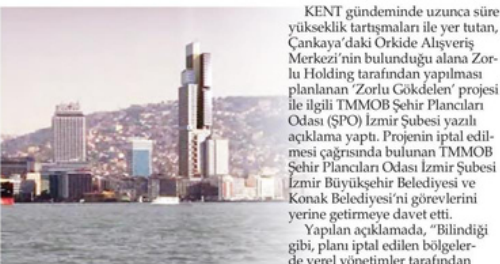 KENT gündeminde uzunca süre
yükseklik tartışmaları ile yer tutan,
Çankaya'daki Orkide Alışveriş
Merkezi'nin bulunduğu alana Zor-
lu Holding tarafından yapılması
planlanan 'Zorlu Gökdelen' projesi
ile ilgili TMMOB Şehir Plancıları
Odası (ŞPO) İzmir Şubesi yazılı
açıklama yaptı. Projenin iptal edil-
mesi çağrısında bulunan TMMOB
Şehir Plancıları Odası İzmir Şubesi
İzmir Büyükşehir Belediyesi ve
Konak Belediyesi'ni görevlerini
yerine getirmeye davet etti.
Yapılan açıklamada, "Bilindiği
gibi, planı iptal edilen bölgeler-
de yerel yönetimler tarafından